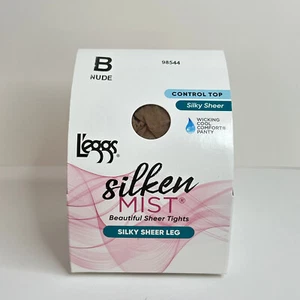 B
NUDE
98544
CONTROL TOP
Silky Sheer
WICKING
COOL
COMFORT®
PANTY
L'eggs®
silken
MIST®
Beautiful Sheer Tights
SILKY SHEER LEG